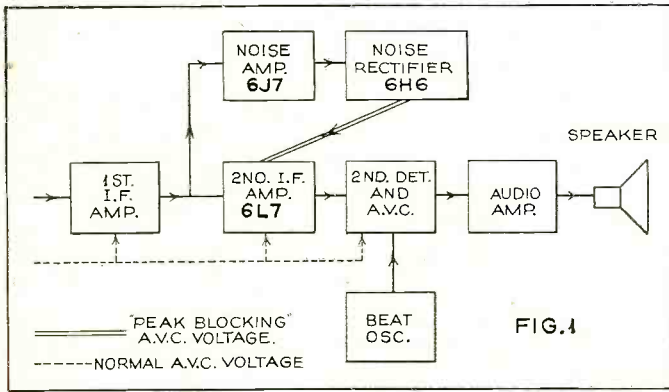 NOISE
AMP.
6J7
NOISE
RECTIFIER
6H6
SPEAKER
1ST.
I.F.
AMP.
2NO. I.F.
AMP.
6L7
2ND. DET.
AND
A.V.C.
AUDIO
AMP.
BEAT
OSC.
"PEAK BLOCKING"
A.V.C. VOLTAGE.
NORMAL A.V.C. VOLTAGE
FIG.1